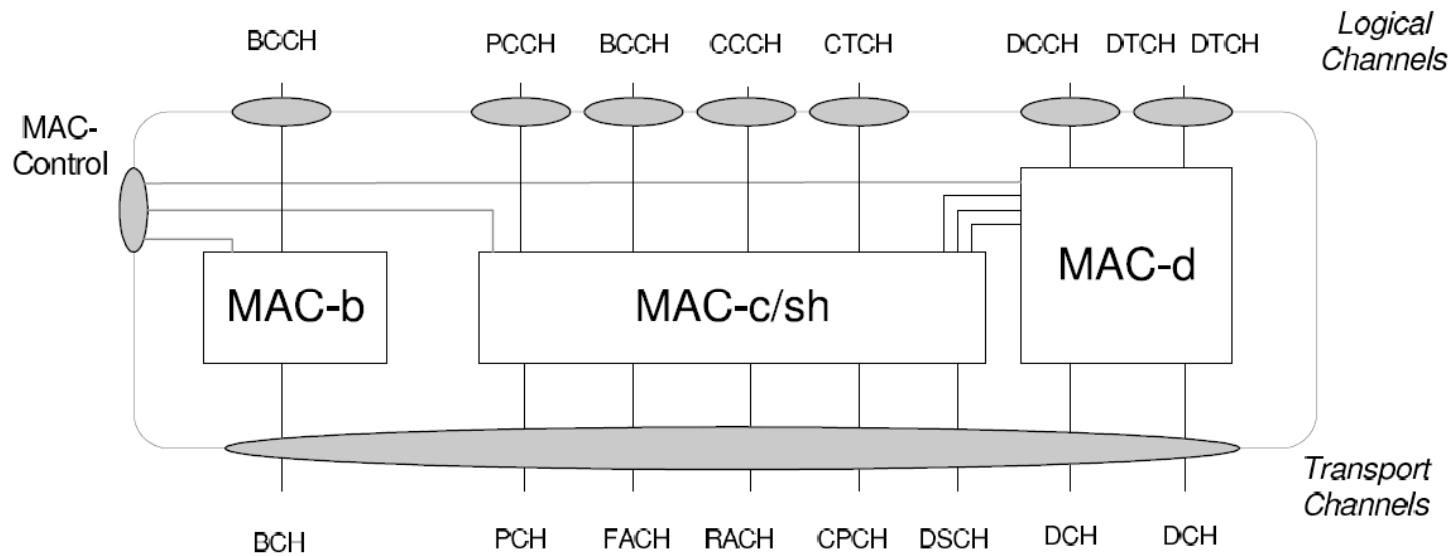 BCCH PCCH BCCH CCCH CTCH DCCH DTCH DTCH
Logical
Channels
MAC-
Control
MAC-b
MAC-c/sh
MAC-d
Transport
Channels
BCH PCH FACH RACH CPCH DSCH DCH DCH